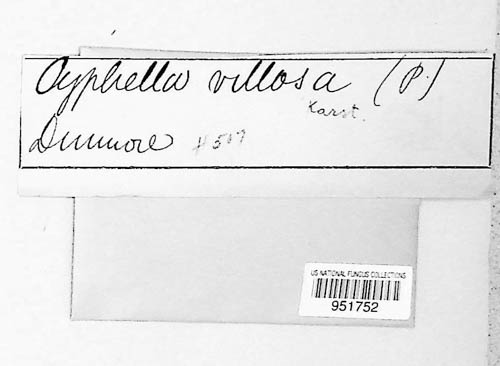 Cyphella villosa (P.)
Karst.
Dunmore #507
US NATIONAL FUNGUS COLLECTIONS
951752